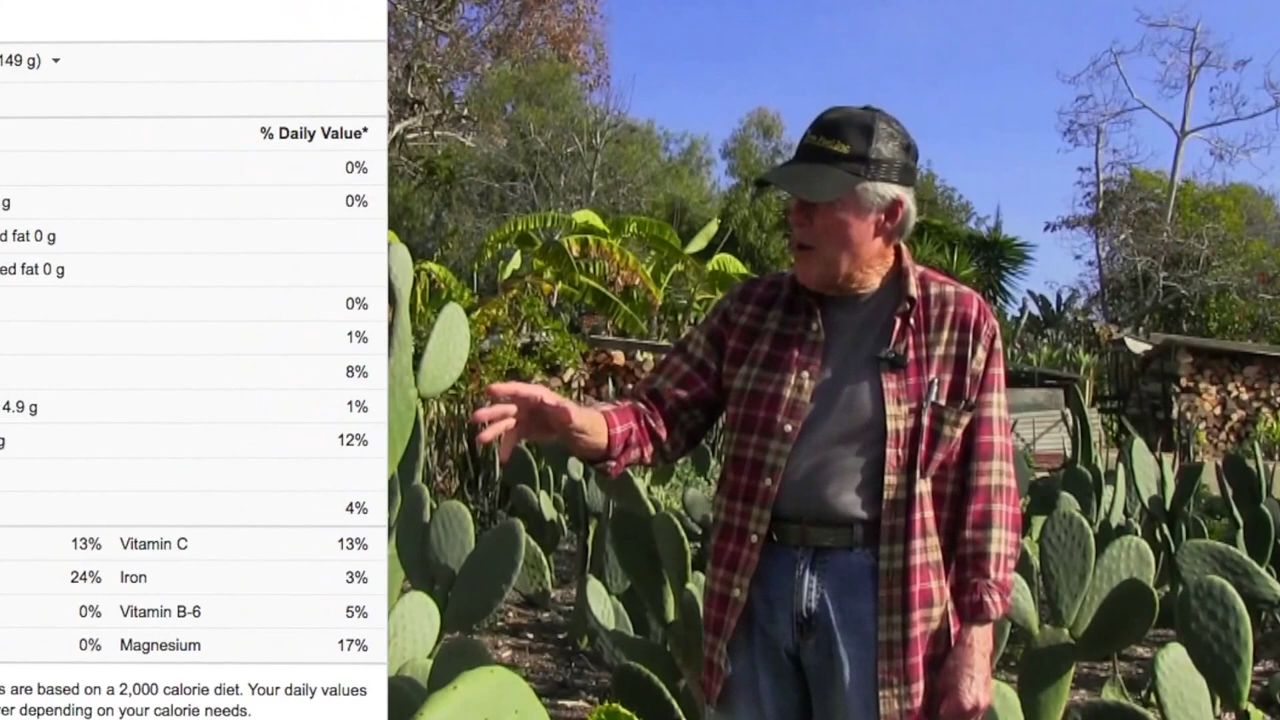 149 g)
% Daily Value*
0%
g 0%
d fat 0 g
ed fat 0 g
0%
1%
8%
4.9 g 1%
g 12%
4%
13% Vitamin C 13%
24% Iron 3%
0% Vitamin B-6 5%
0% Magnesium 17%
s are based on a 2,000 calorie diet. Your daily values
er depending on your calorie needs.